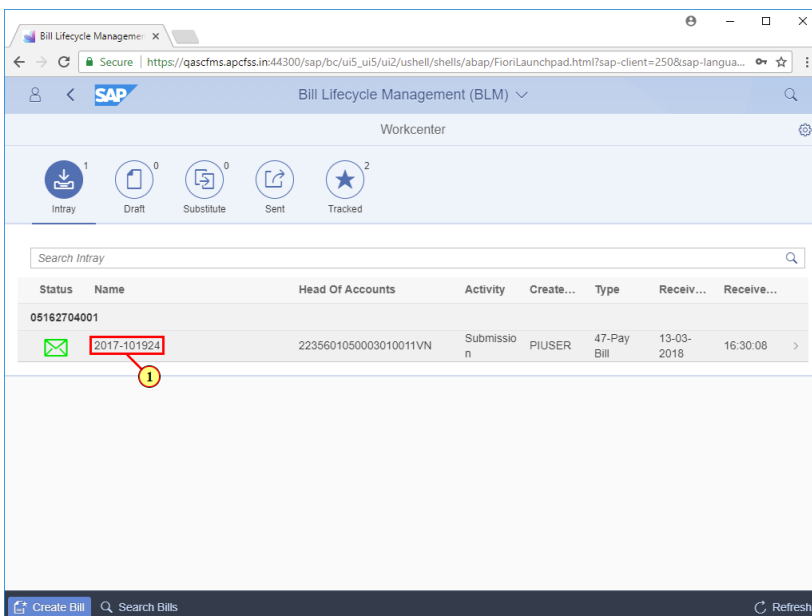 Bill Lifecycle Managemen
Secure | https://qascfms.apcfss.in:44300/sap/bc/ui5_ui5/ui2/ushell/shells/abap/FioriLaunchpad.html?sap-client=250&sap-langua...
SAP Bill Lifecycle Management (BLM)
Workcenter
1 0 0 2
Intray Draft Substitute Sent Tracked
Search Intray
Status Name Head Of Accounts Activity Create... Type Receiv... Receive...
05162704001
2017-101924 2235601050003010011VN Submissio PIUSER 47-Pay 13-03- 16:30:08
n Bill 2018
1
Create Bill Search Bills Refresh